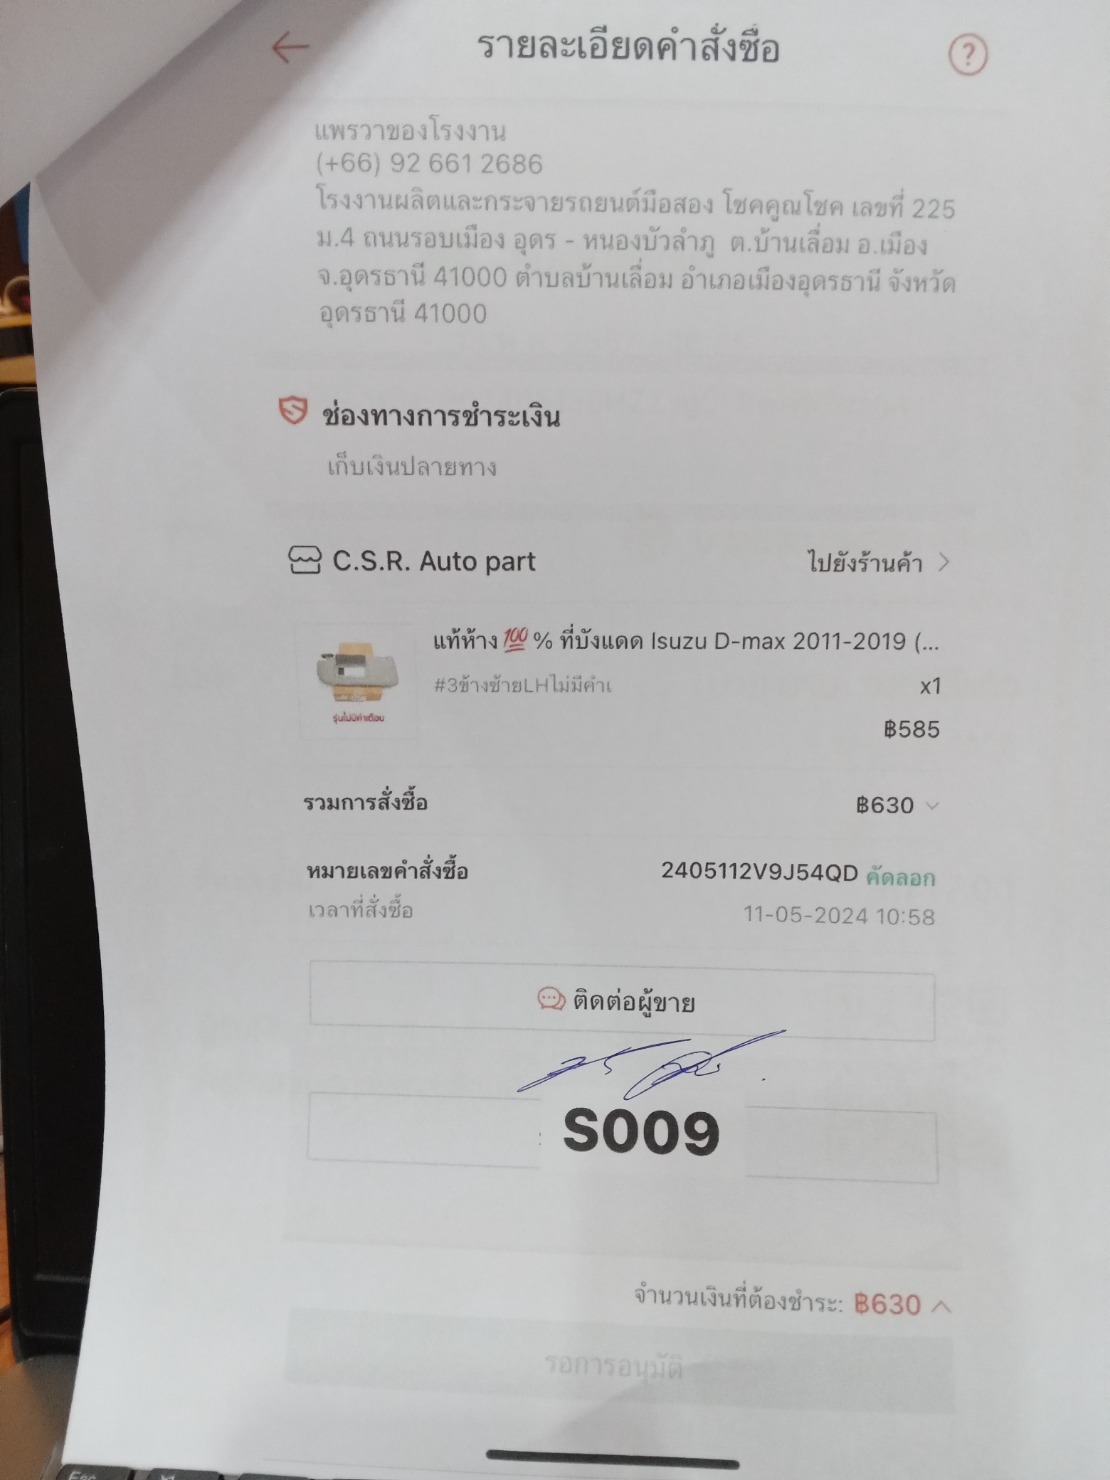 รายละเอียดคำสั่งซื้อ ?
แพรวาของโรงงาน
(+66) 92 661 2686
โรงงานผลิตและกระจายรถยนต์มือสอง โชคคูณโชค เลขที่ 225
ม.4 ถนนรอบเมือง อุดร - หนองบัวลำภู ต.บ้านเลื่อม อ.เมือง
จ.อุดรธานี 41000 ตำบลบ้านเลื่อม อำเภอเมืองอุดรธานี จังหวัด
อุดรธานี 41000
ช่องทางการชำระเงิน
เก็บเงินปลายทาง
C.S.R. Auto part ไปยังร้านค้า >
แท้ห้าง💯% ที่บังแดด Isuzu D-max 2011-2019 (...
#3ข้างซ้ายLHไม่มีคำเ x1
รุ่นไม่มีคำเตือน
฿585
รวมการสั่งซื้อ ฿630
หมายเลขคำสั่งซื้อ 2405112V9J54QD คัดลอก
เวลาที่สั่งซื้อ 11-05-2024 10:58
ติดต่อผู้ขาย
S009
จำนวนเงินที่ต้องชำระ: ฿630
รอการอนุมัติ
Esc